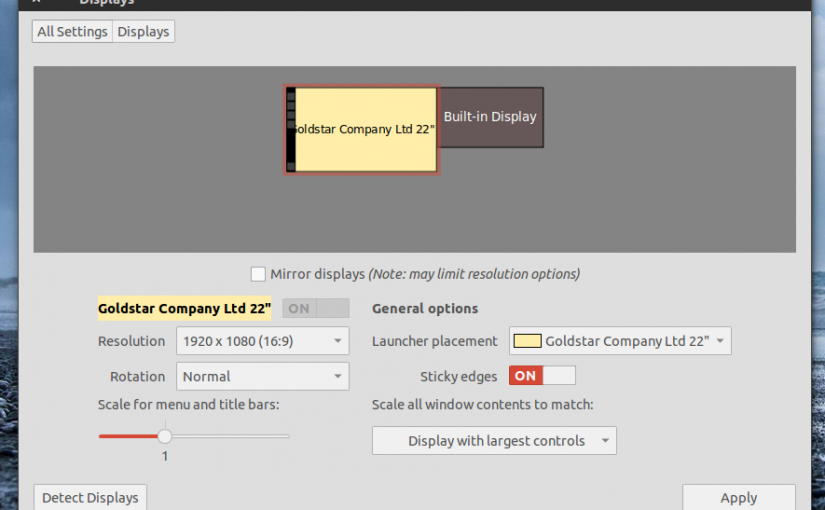 Displays
All Settings Displays
Goldstar Company Ltd 22"
Built-in Display
Mirror displays (Note: may limit resolution options)
Goldstar Company Ltd 22" ON
General options
Resolution 1920 x 1080 (16:9)
Launcher placement Goldstar Company Ltd 22"
Rotation Normal
Sticky edges ON
Scale for menu and title bars:
Scale all window contents to match:
1
Display with largest controls
Detect Displays
Apply